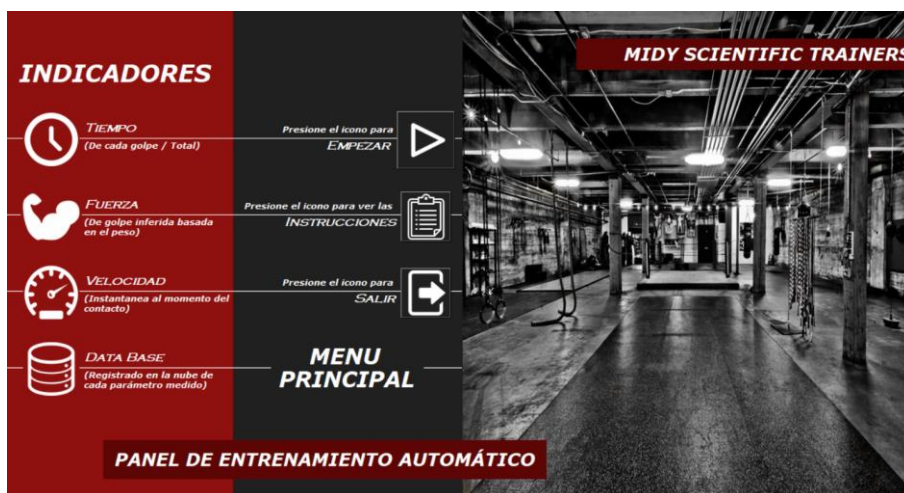 MIDY SCIENTIFIC TRAINERS
INDICADORES
TIEMPO
(De cada golpe / Total)
FUERZA
(De golpe inferida basada
en el peso)
VELOCIDAD
(Instantanea al momento del
contacto)
DATA BASE
(Registrado en la nube de
cada parámetro medido)
Presione el icono para
EMPEZAR
Presione el icono para ver las
INSTRUCCIONES
Presione el icono para
SALIR
MENU
PRINCIPAL
PANEL DE ENTRENAMIENTO AUTOMÁTICO